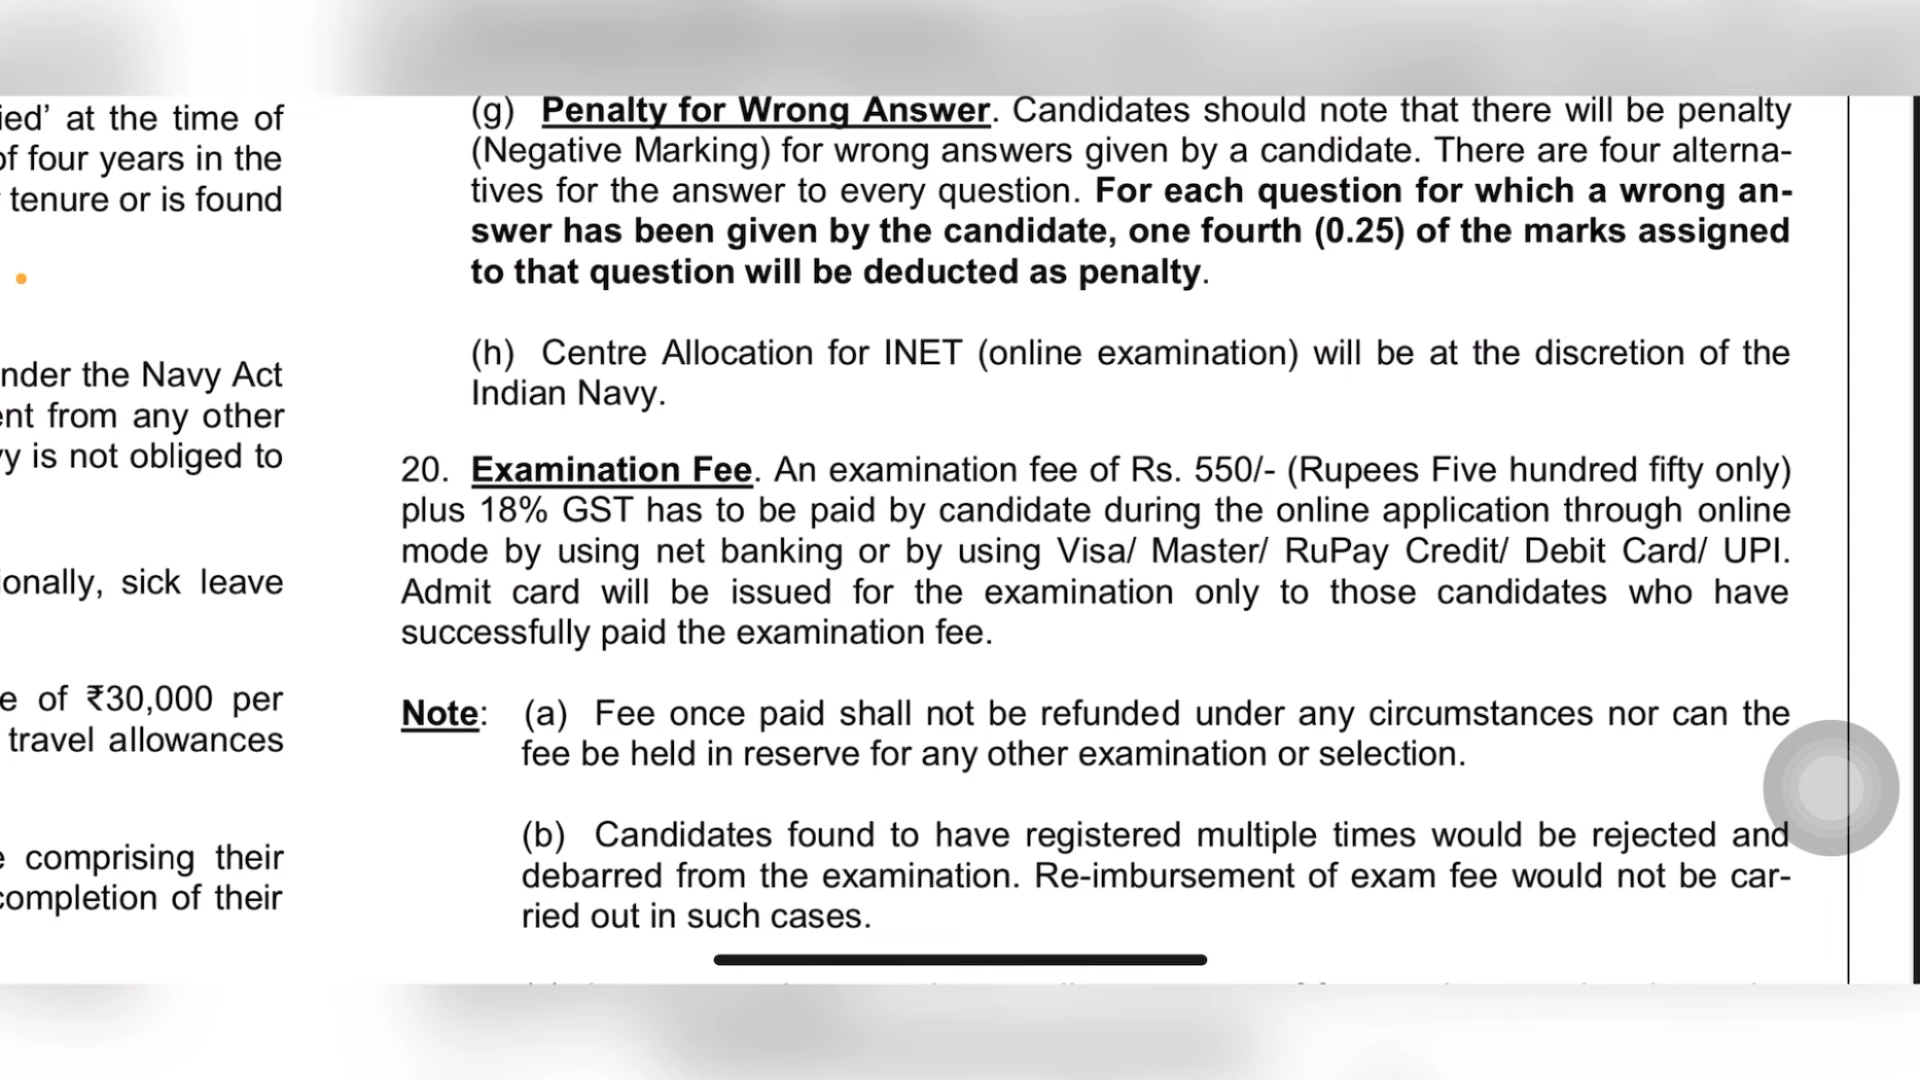 ied’ at the time of
of four years in the
tenure or is found
nder the Navy Act
ent from any other
y is not obliged to
ionally, sick leave
e of ₹30,000 per
travel allowances
comprising their
completion of their
(g) Penalty for Wrong Answer. Candidates should note that there will be penalty
(Negative Marking) for wrong answers given by a candidate. There are four alterna-
tives for the answer to every question. For each question for which a wrong an-
swer has been given by the candidate, one fourth (0.25) of the marks assigned
to that question will be deducted as penalty.
(h) Centre Allocation for INET (online examination) will be at the discretion of the
Indian Navy.
20. Examination Fee. An examination fee of Rs. 550/- (Rupees Five hundred fifty only)
plus 18% GST has to be paid by candidate during the online application through online
mode by using net banking or by using Visa/ Master/ RuPay Credit/ Debit Card/ UPI.
Admit card will be issued for the examination only to those candidates who have
successfully paid the examination fee.
Note: (a) Fee once paid shall not be refunded under any circumstances nor can the
fee be held in reserve for any other examination or selection.
(b) Candidates found to have registered multiple times would be rejected and
debarred from the examination. Re-imbursement of exam fee would not be car-
ried out in such cases.